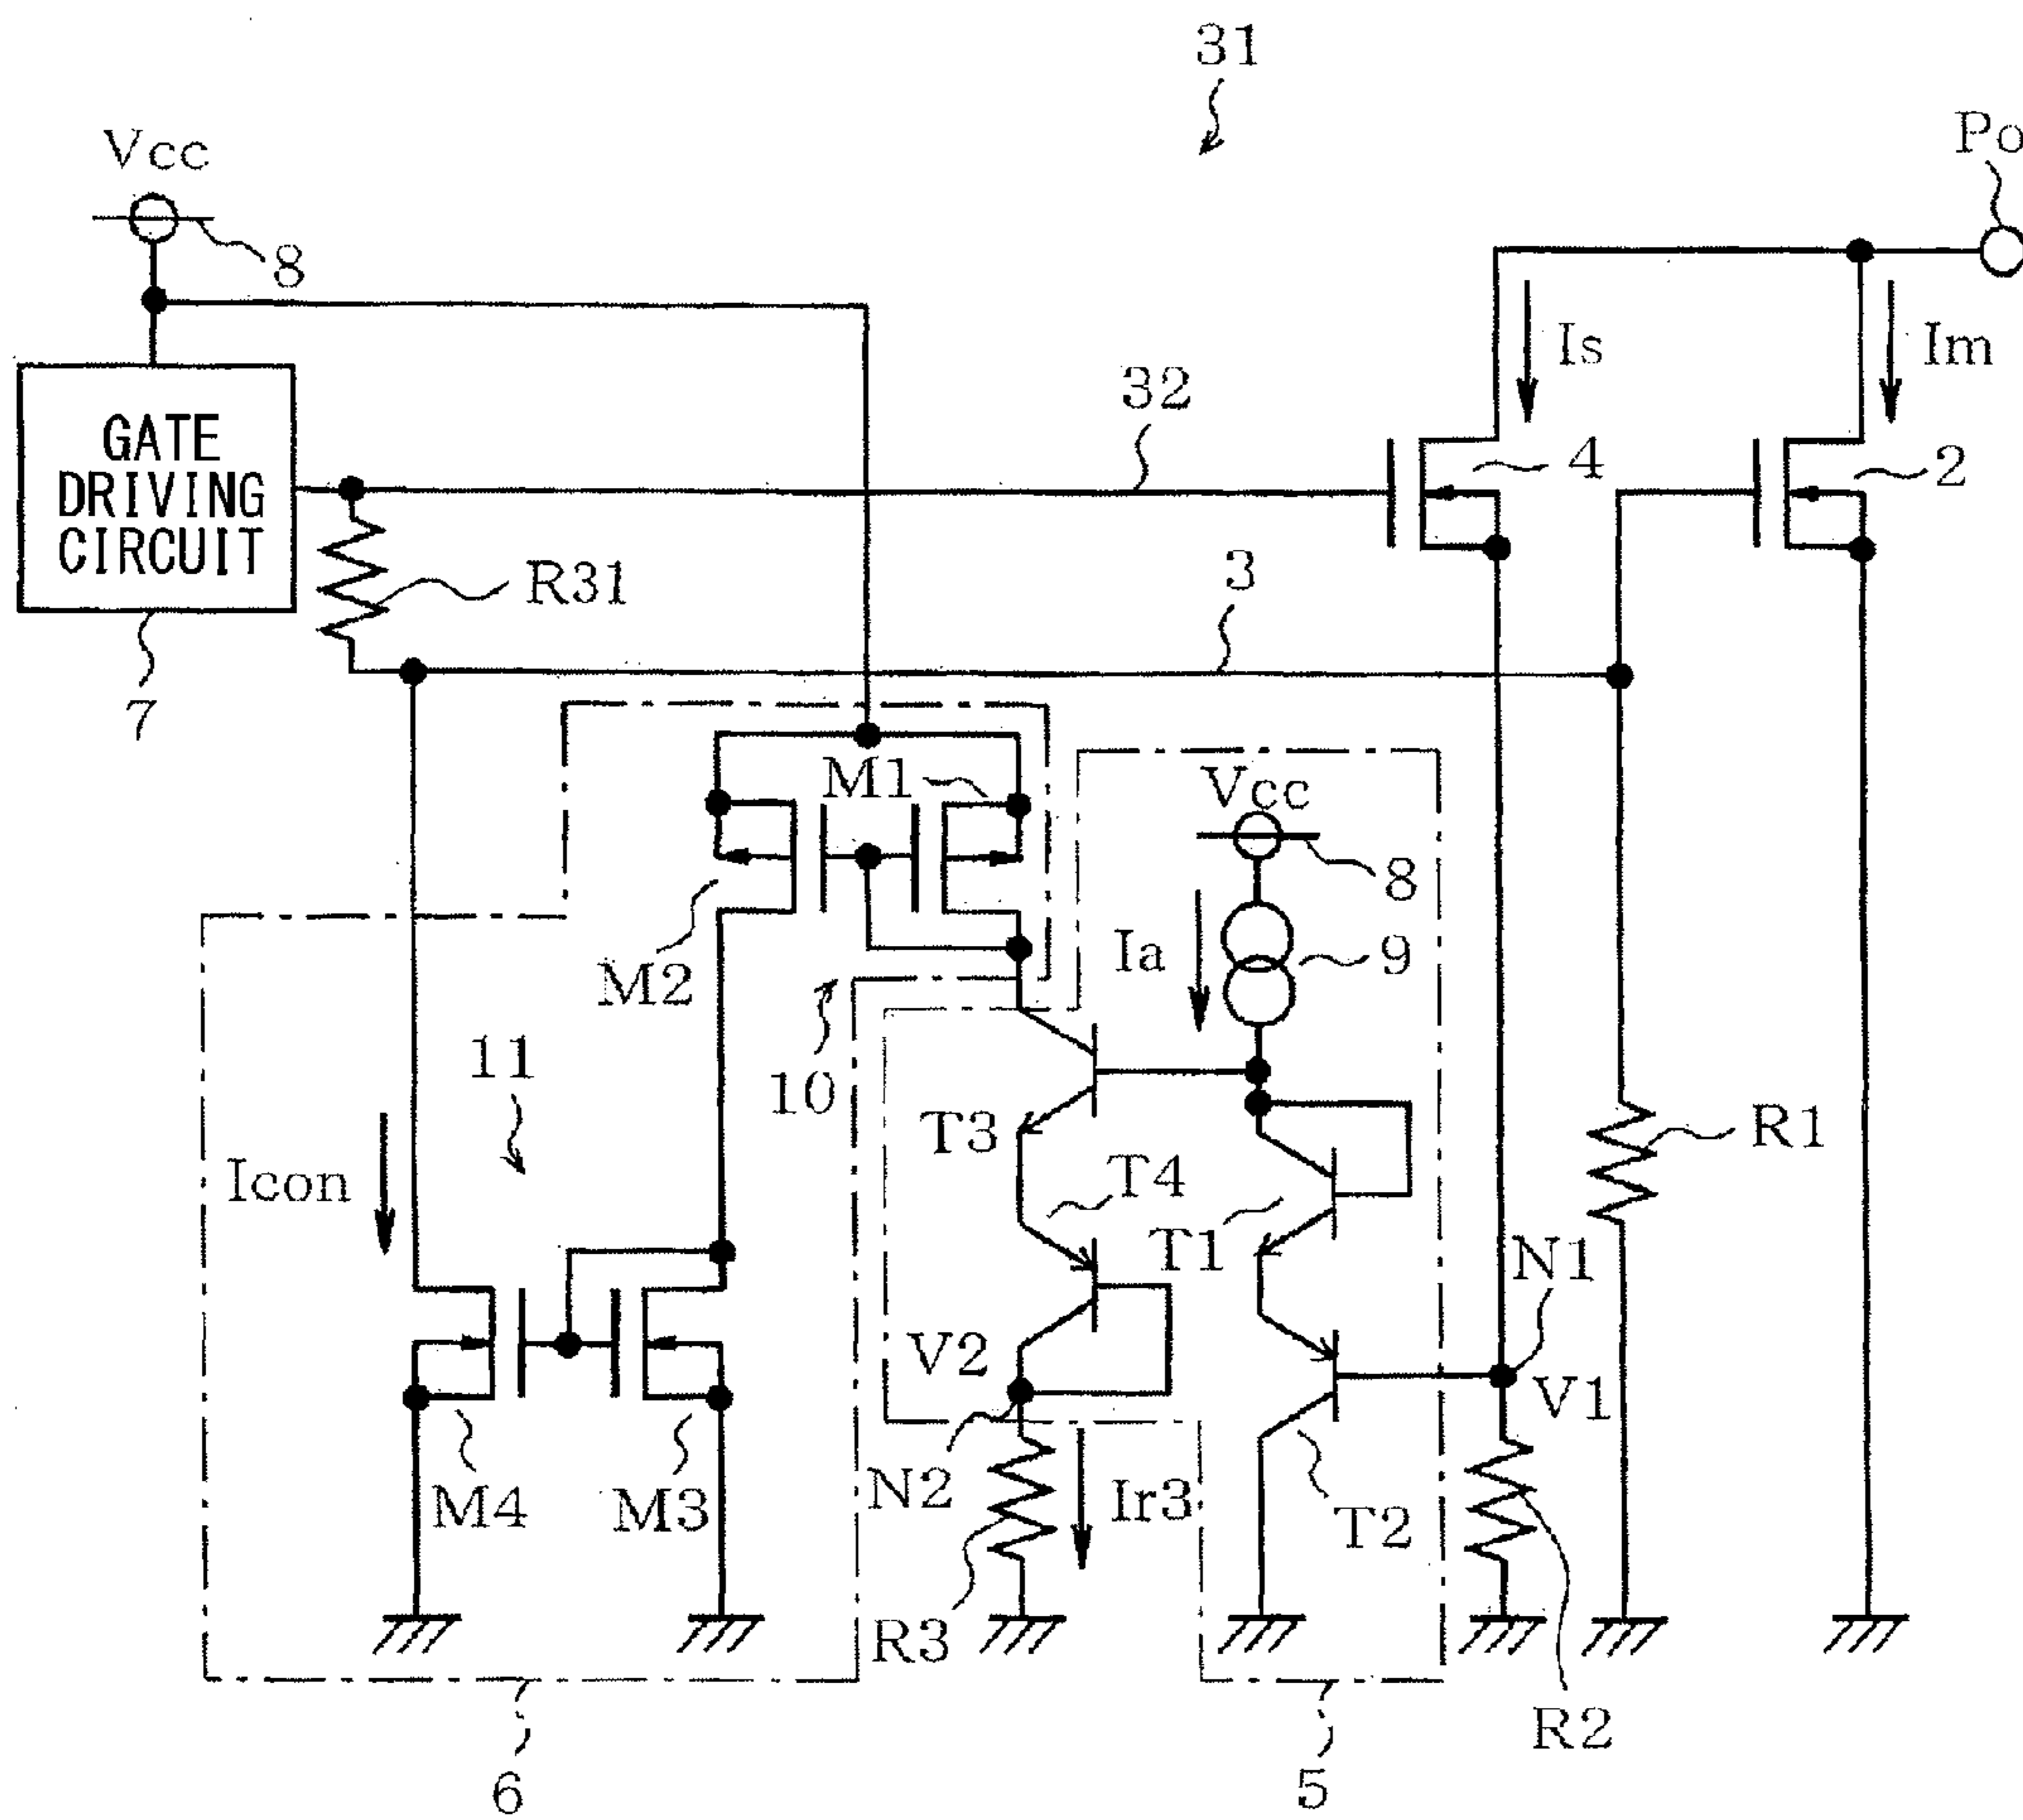 31
Po
Vcc
8
Is
Im
32
GATE
DRIVING
CIRCUIT
4
2
R31
3
7
M1
Vcc
8
M2
Ia
9
11
10
T3
R1
Icon
T4
T1
N1
V2
V1
N2
Ir3
M4
M3
T2
R3
R2
6
5